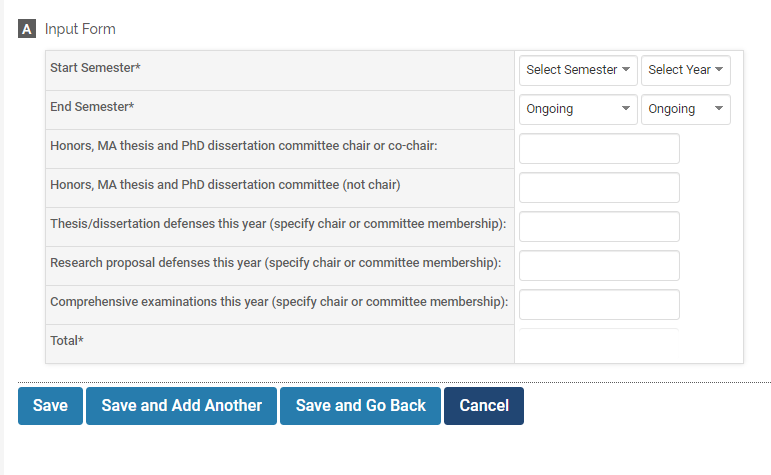 A Input Form
Start Semester* Select Semester Select Year
End Semester* Ongoing Ongoing
Honors, MA thesis and PhD dissertation committee chair or co-chair:
Honors, MA thesis and PhD dissertation committee (not chair)
Thesis/dissertation defenses this year (specify chair or committee membership):
Research proposal defenses this year (specify chair or committee membership):
Comprehensive examinations this year (specify chair or committee membership):
Total*
Save Save and Add Another Save and Go Back Cancel